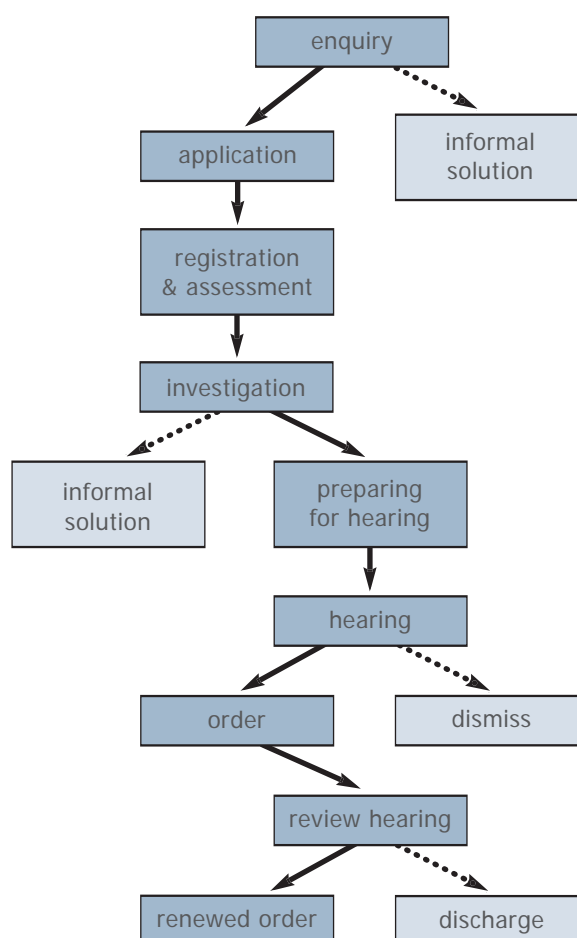 enquiry
informal
solution
application
registration
& assessment
investigation
informal
solution
preparing
for hearing
hearing
order
dismiss
review hearing
renewed order
discharge